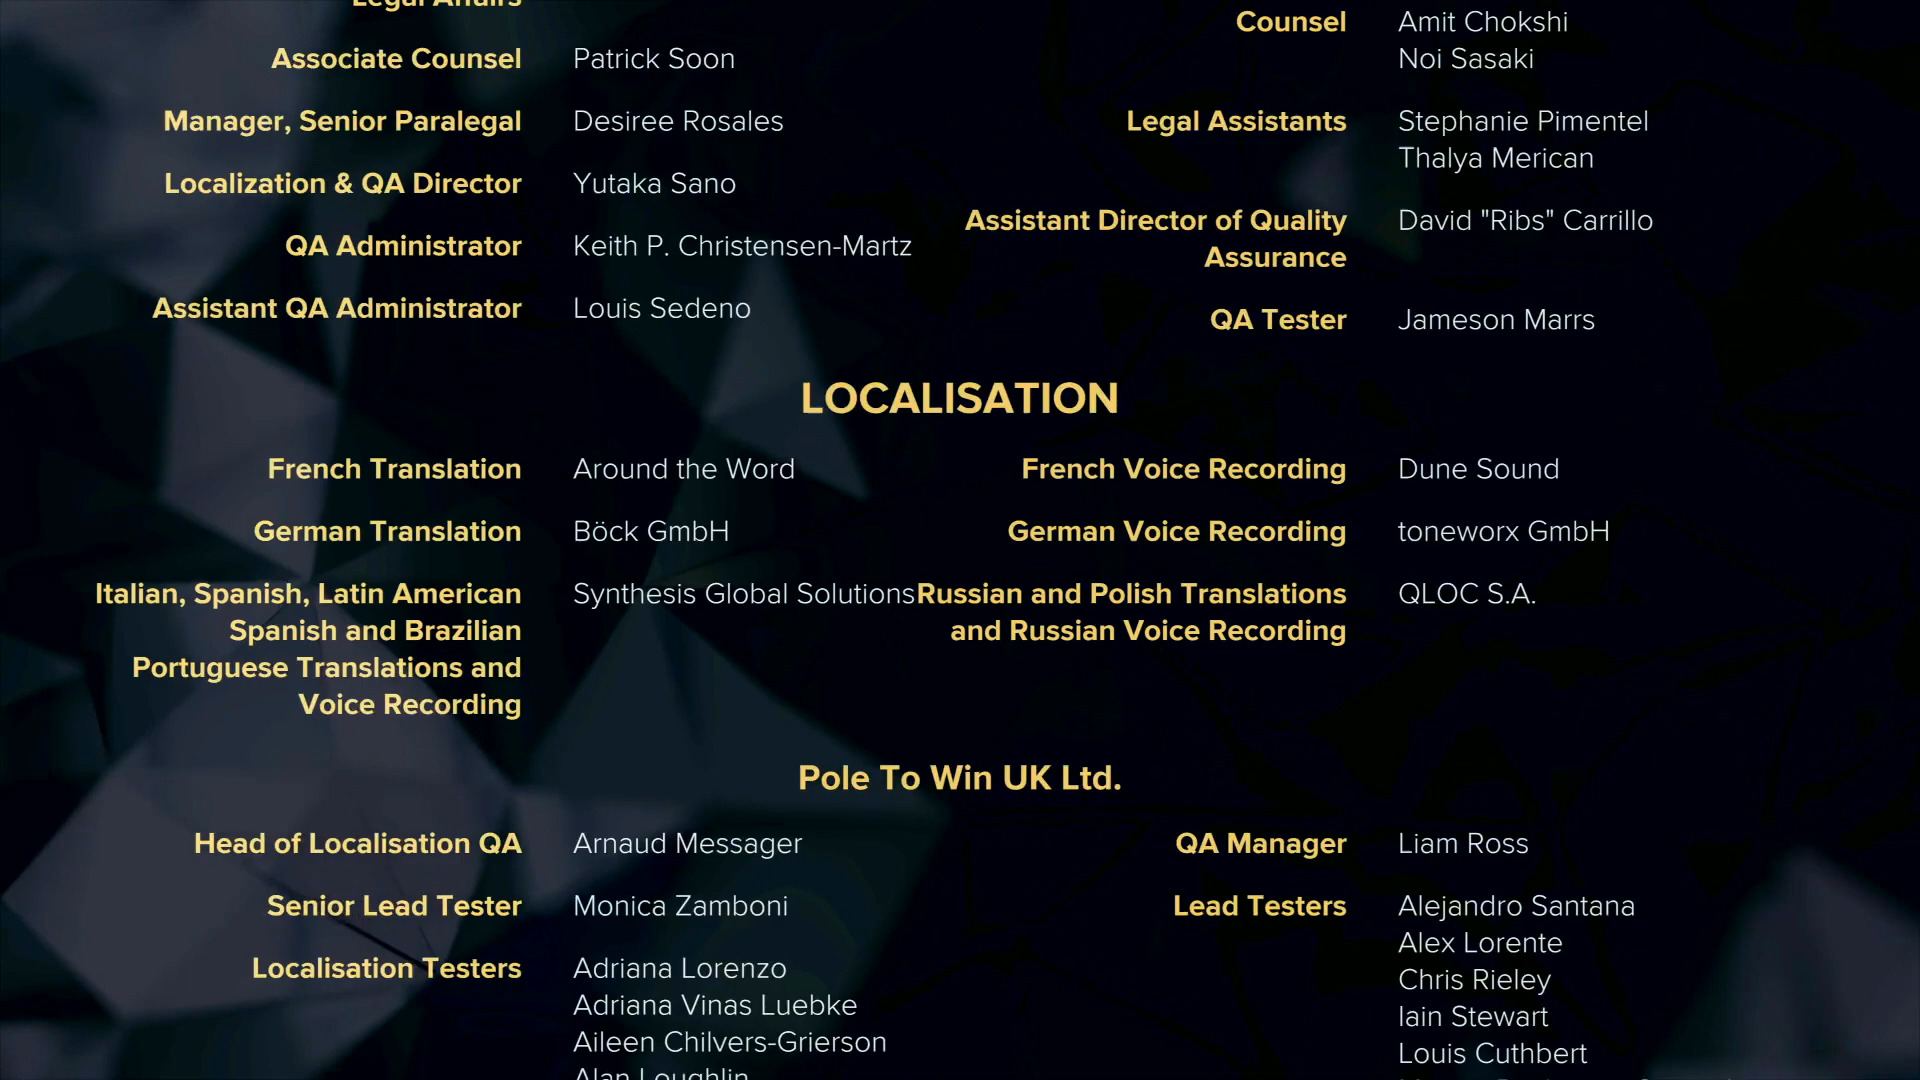 Legal Affairs
Counsel Amit Chokshi
Associate Counsel Patrick Soon
Noi Sasaki
Manager, Senior Paralegal Desiree Rosales
Legal Assistants Stephanie Pimentel
Thalya Merican
Localization & QA Director Yutaka Sano
Assistant Director of Quality David "Ribs" Carrillo
Assurance
QA Administrator Keith P. Christensen-Martz
Assistant QA Administrator Louis Sedeno
QA Tester Jameson Marrs
LOCALISATION
French Translation Around the Word
French Voice Recording Dune Sound
German Translation Böck GmbH
German Voice Recording toneworx GmbH
Italian, Spanish, Latin American Synthesis Global Solutions
Spanish and Brazilian
Portuguese Translations and
Voice Recording
Russian and Polish Translations QLOC S.A.
and Russian Voice Recording
Pole To Win UK Ltd.
Head of Localisation QA Arnaud Messager
QA Manager Liam Ross
Senior Lead Tester Monica Zamboni
Lead Testers Alejandro Santana
Alex Lorente
Chris Rieley
Iain Stewart
Louis Cuthbert
Localisation Testers Adriana Lorenzo
Adriana Vinas Luebke
Aileen Chilvers-Grierson
Alan Loughlin